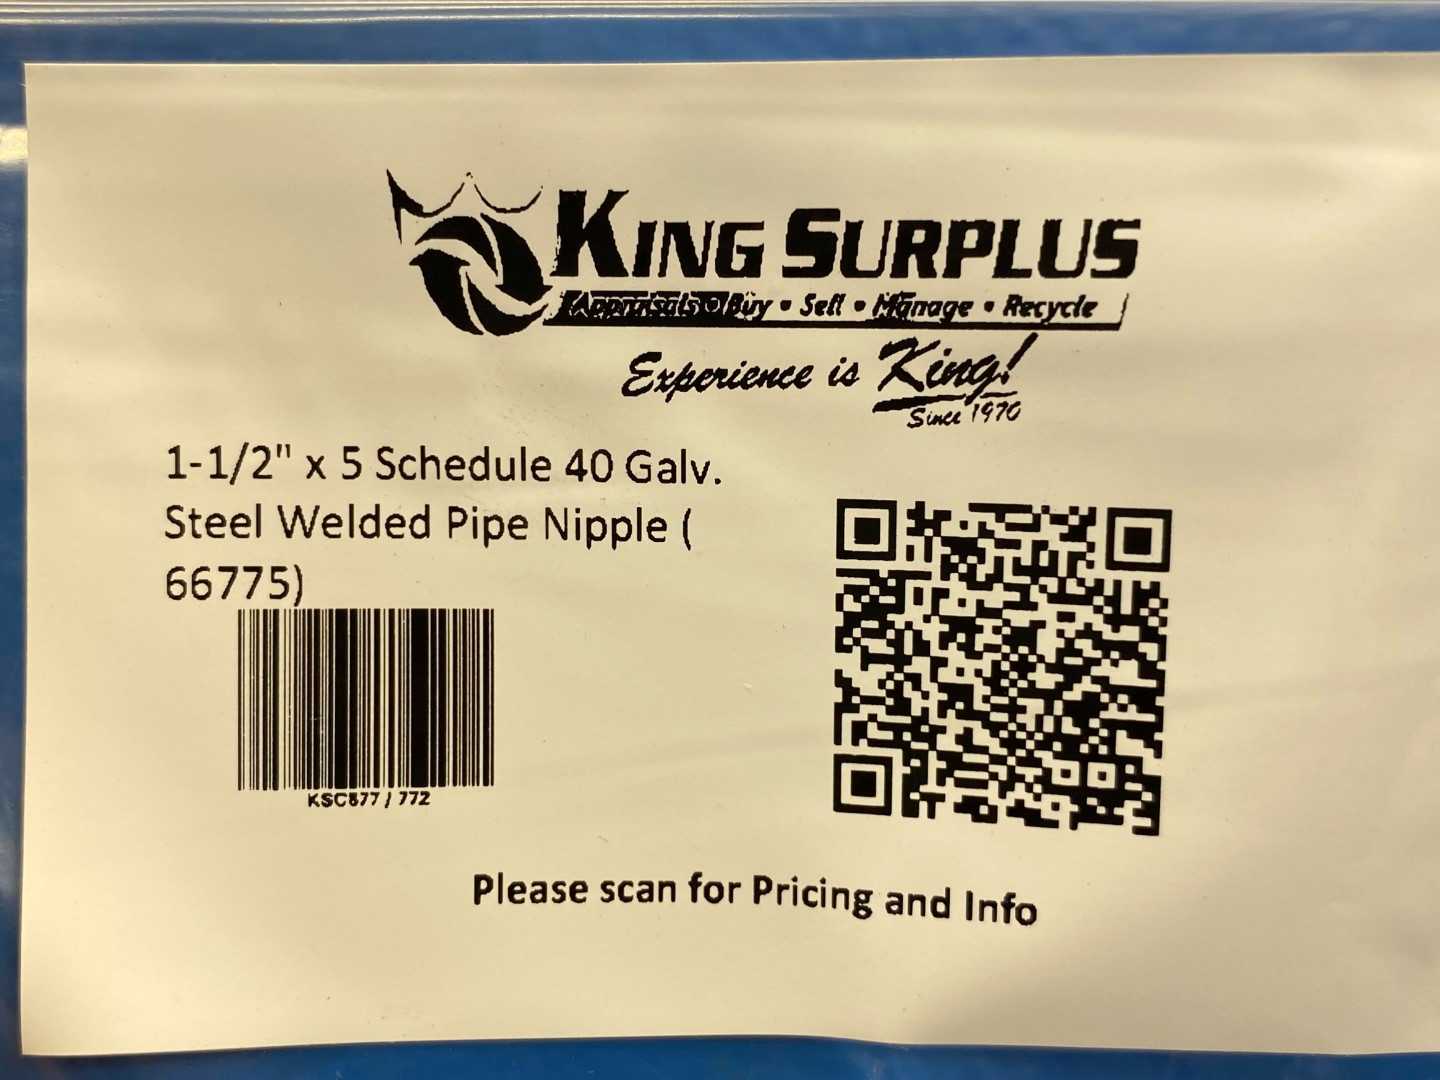 KING SURPLUS
Appraisals • Buy • Sell • Manage • Recycle
Experience is King!
Since 1970
1-1/2" x 5 Schedule 40 Galv.
Steel Welded Pipe Nipple (
66775)
KSC877 / 772
Please scan for Pricing and Info